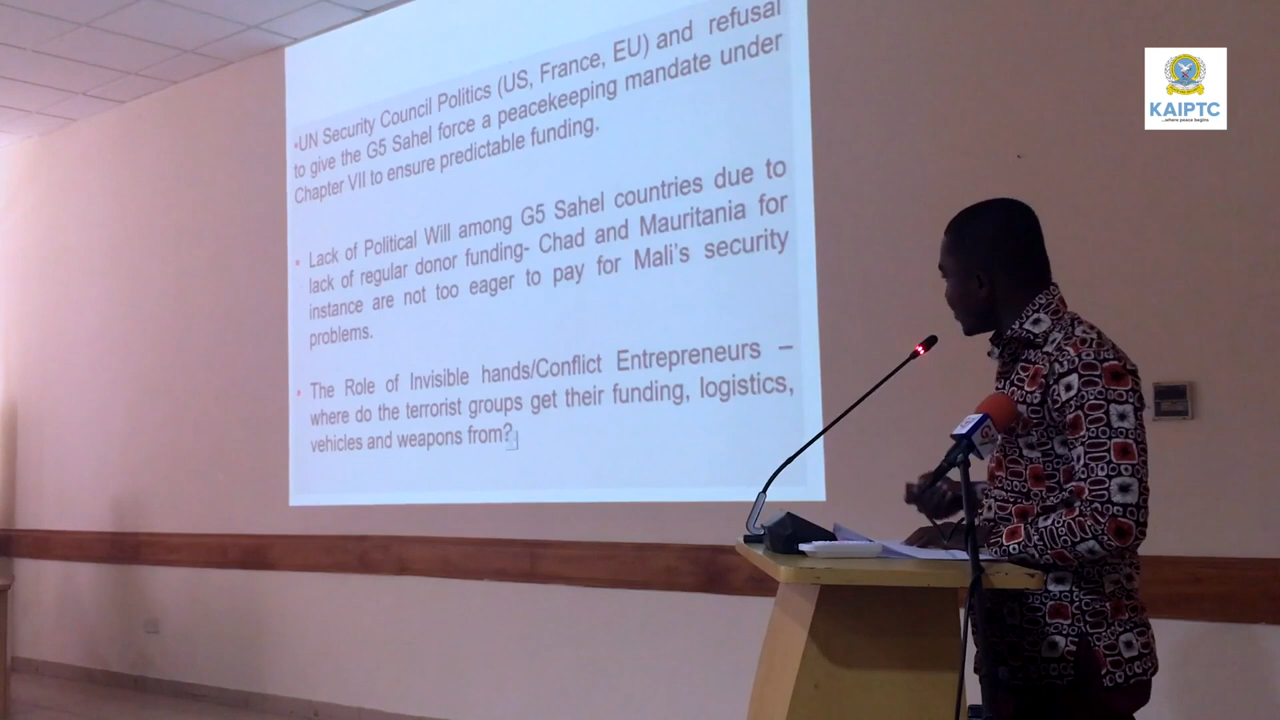 •UN Security Council Politics (US, France, EU) and refusal
to give the G5 Sahel force a peacekeeping mandate under
Chapter VII to ensure predictable funding.
• Lack of Political Will among G5 Sahel countries due to
lack of regular donor funding- Chad and Mauritania for
instance are not too eager to pay for Mali's security
problems.
• The Role of Invisible hands/Conflict Entrepreneurs –
where do the terrorist groups get their funding, logistics,
vehicles and weapons from?
KAIPTC
...where peace begins